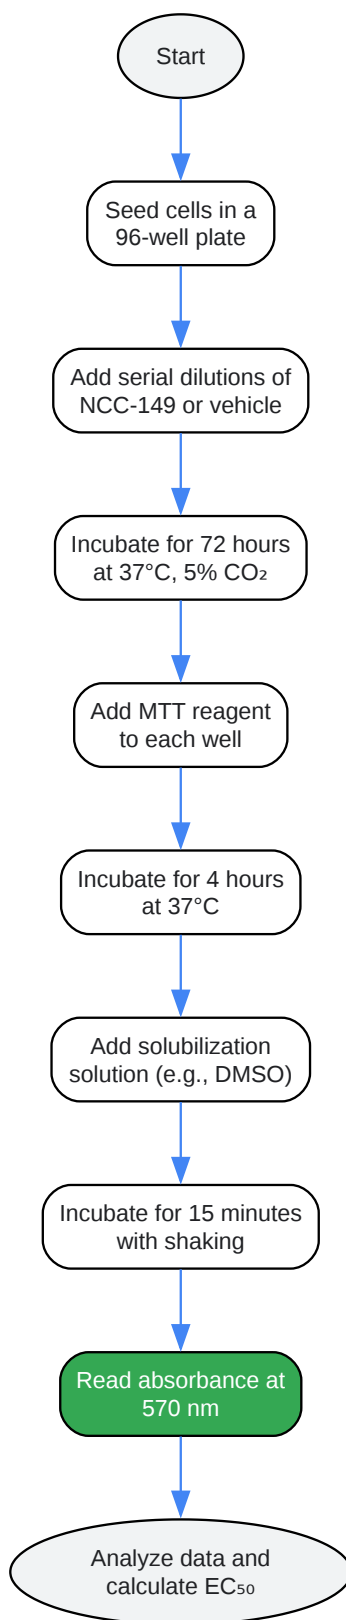 Start
Seed cells in a
96-well plate
Add serial dilutions of
NCC-149 or vehicle
Incubate for 72 hours
at 37°C, 5% CO₂
Add MTT reagent
to each well
Incubate for 4 hours
at 37°C
Add solubilization
solution (e.g., DMSO)
Incubate for 15 minutes
with shaking
Read absorbance at
570 nm
Analyze data and
calculate EC₅₀